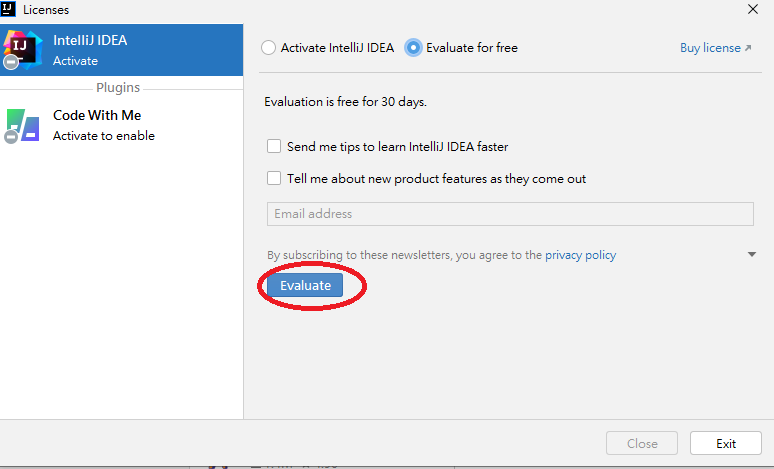 Licenses
IntelliJ IDEA
Activate
Plugins
Code With Me
Activate to enable
Activate IntelliJ IDEA
Evaluate for free
Buy license
Evaluation is free for 30 days.
Send me tips to learn IntelliJ IDEA faster
Tell me about new product features as they come out
Email address
By subscribing to these newsletters, you agree to the privacy policy
Evaluate
Close
Exit